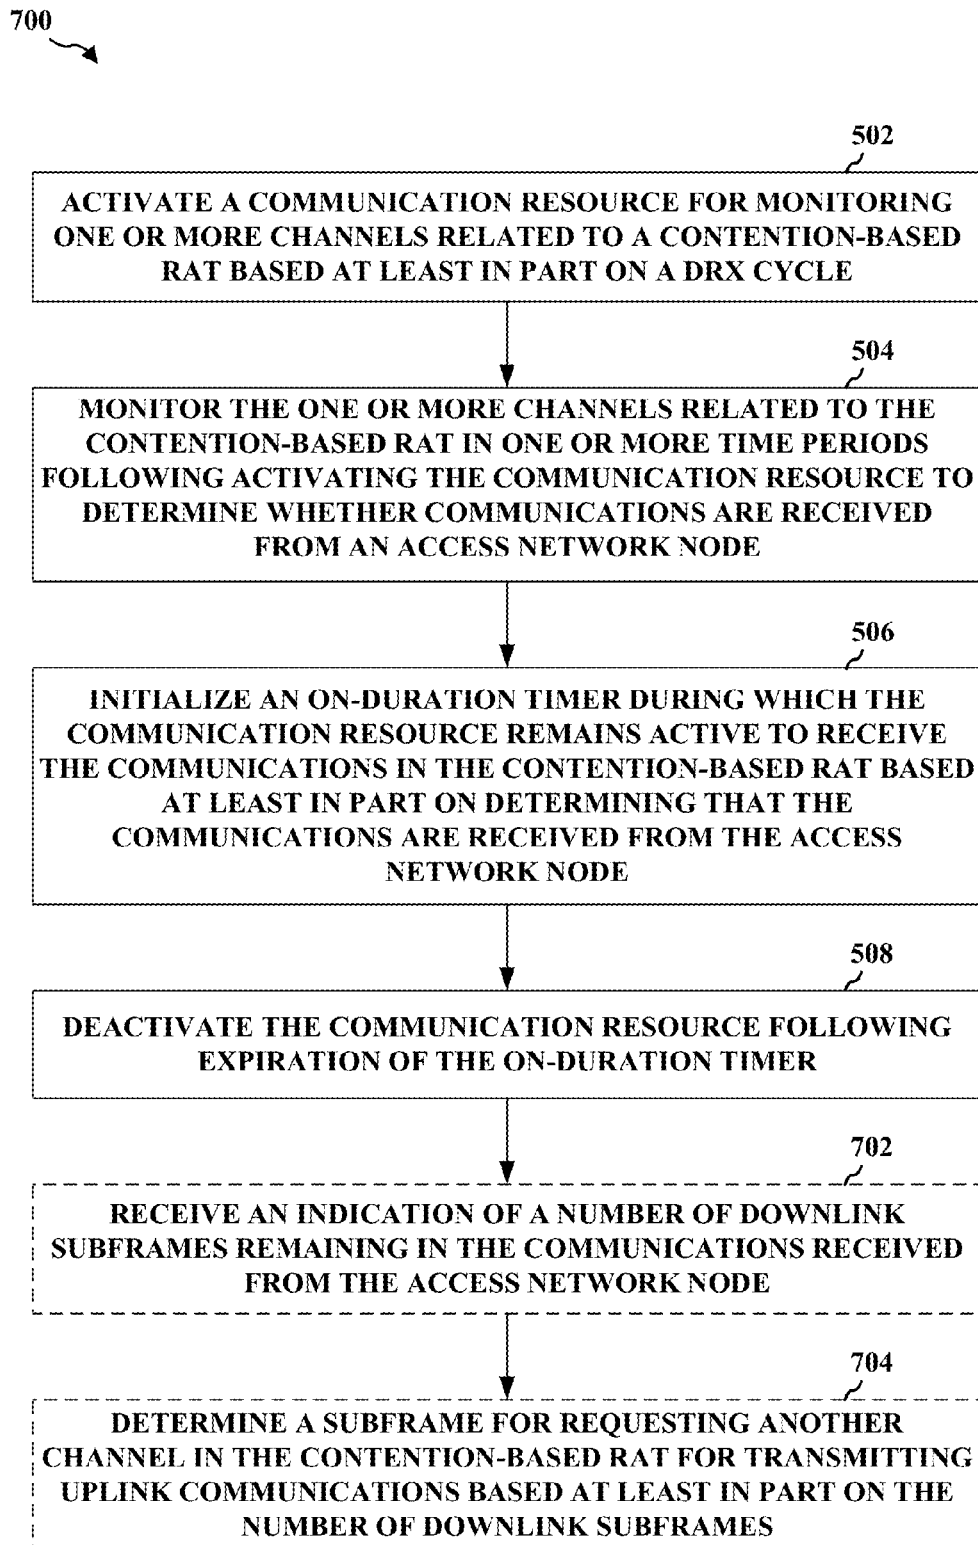 700
502
ACTIVATE A COMMUNICATION RESOURCE FOR MONITORING
ONE OR MORE CHANNELS RELATED TO A CONTENTION-BASED
RAT BASED AT LEAST IN PART ON A DRX CYCLE
504
MONITOR THE ONE OR MORE CHANNELS RELATED TO THE
CONTENTION-BASED RAT IN ONE OR MORE TIME PERIODS
FOLLOWING ACTIVATING THE COMMUNICATION RESOURCE TO
DETERMINE WHETHER COMMUNICATIONS ARE RECEIVED
FROM AN ACCESS NETWORK NODE
506
INITIALIZE AN ON-DURATION TIMER DURING WHICH THE
COMMUNICATION RESOURCE REMAINS ACTIVE TO RECEIVE
THE COMMUNICATIONS IN THE CONTENTION-BASED RAT BASED
AT LEAST IN PART ON DETERMINING THAT THE
COMMUNICATIONS ARE RECEIVED FROM THE ACCESS
NETWORK NODE
508
DEACTIVATE THE COMMUNICATION RESOURCE FOLLOWING
EXPIRATION OF THE ON-DURATION TIMER
702
RECEIVE AN INDICATION OF A NUMBER OF DOWNLINK
SUBFRAMES REMAINING IN THE COMMUNICATIONS RECEIVED
FROM THE ACCESS NETWORK NODE
704
DETERMINE A SUBFRAME FOR REQUESTING ANOTHER
CHANNEL IN THE CONTENTION-BASED RAT FOR TRANSMITTING
UPLINK COMMUNICATIONS BASED AT LEAST IN PART ON THE
NUMBER OF DOWNLINK SUBFRAMES